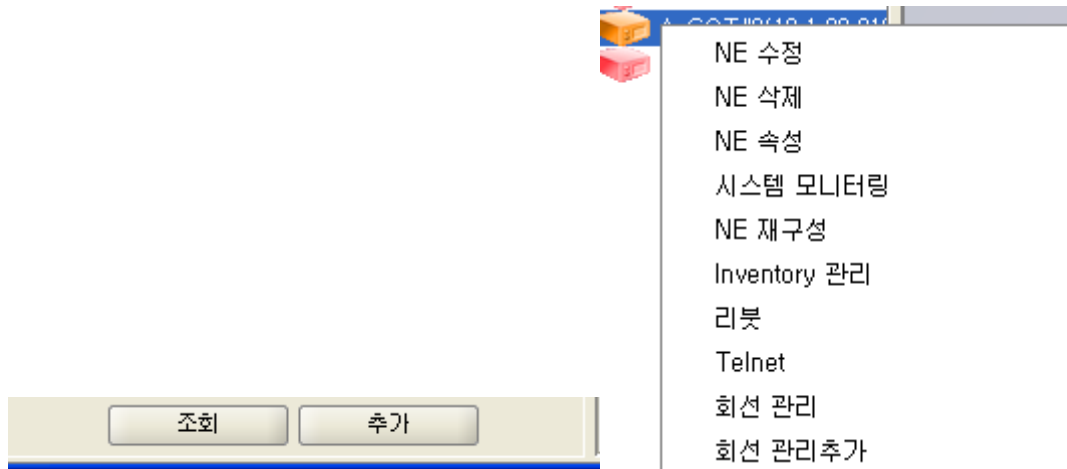 NE 수정
NE 삭제
NE 속성
시스템 모니터링
NE 재구성
Inventory 관리
리붓
Telnet
회선 관리
회선 관리추가
조회
추가